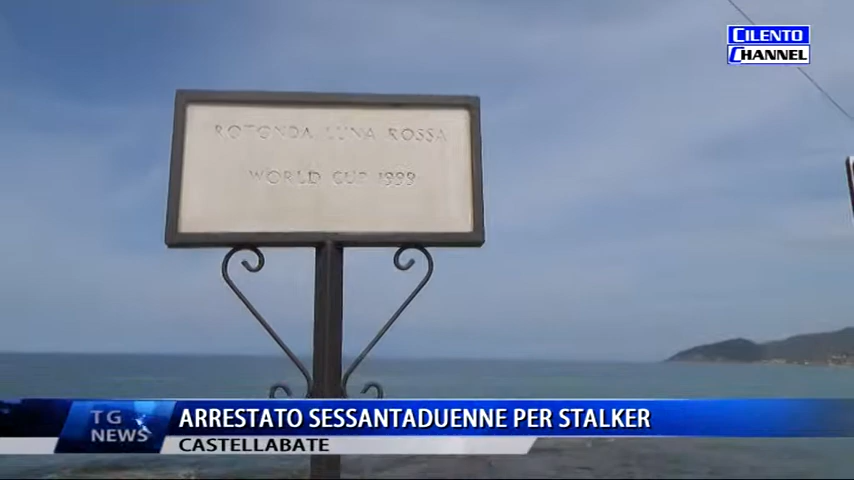 CILENTO
CHANNEL
ROTONDA LUNA ROSSA
WORLD CUP 1999
TG
NEWS
ARRESTATO SESSANTADUENNE PER STALKER
CASTELLABATE